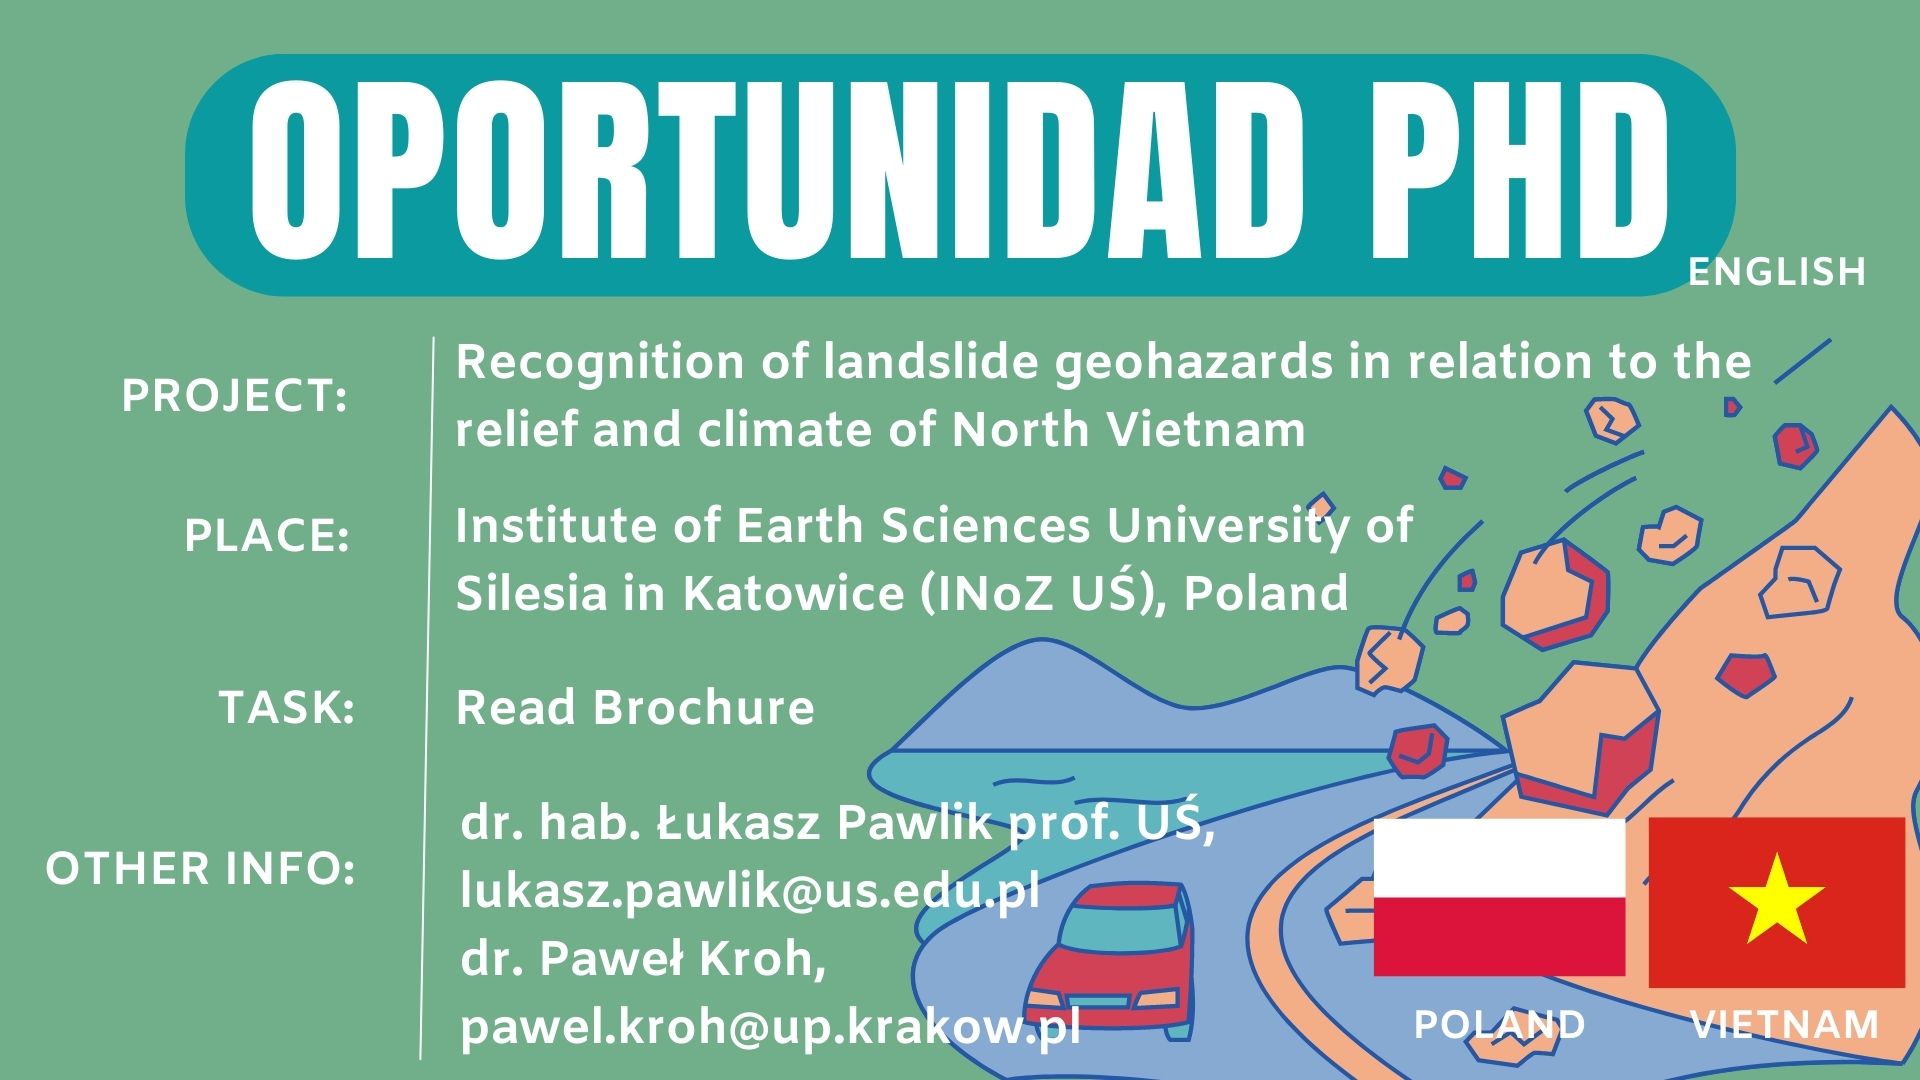 OPORTUNIDAD PHD
ENGLISH
PROJECT:
Recognition of landslide geohazards in relation to the
relief and climate of North Vietnam
PLACE:
Institute of Earth Sciences University of
Silesia in Katowice (INoZ UŚ), Poland
TASK:
Read Brochure
OTHER INFO:
dr. hab. Łukasz Pawlik prof. UŚ,
lukasz.pawlik@us.edu.pl
dr. Paweł Kroh,
pawel.kroh@up.krakow.pl
POLAND
VIETNAM